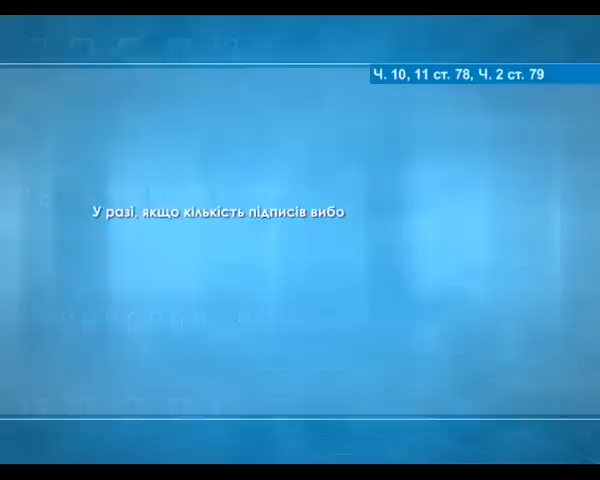 Ч. 10, 11 ст. 78, Ч. 2 ст. 79
У разі, якщо кількість підписів вибо